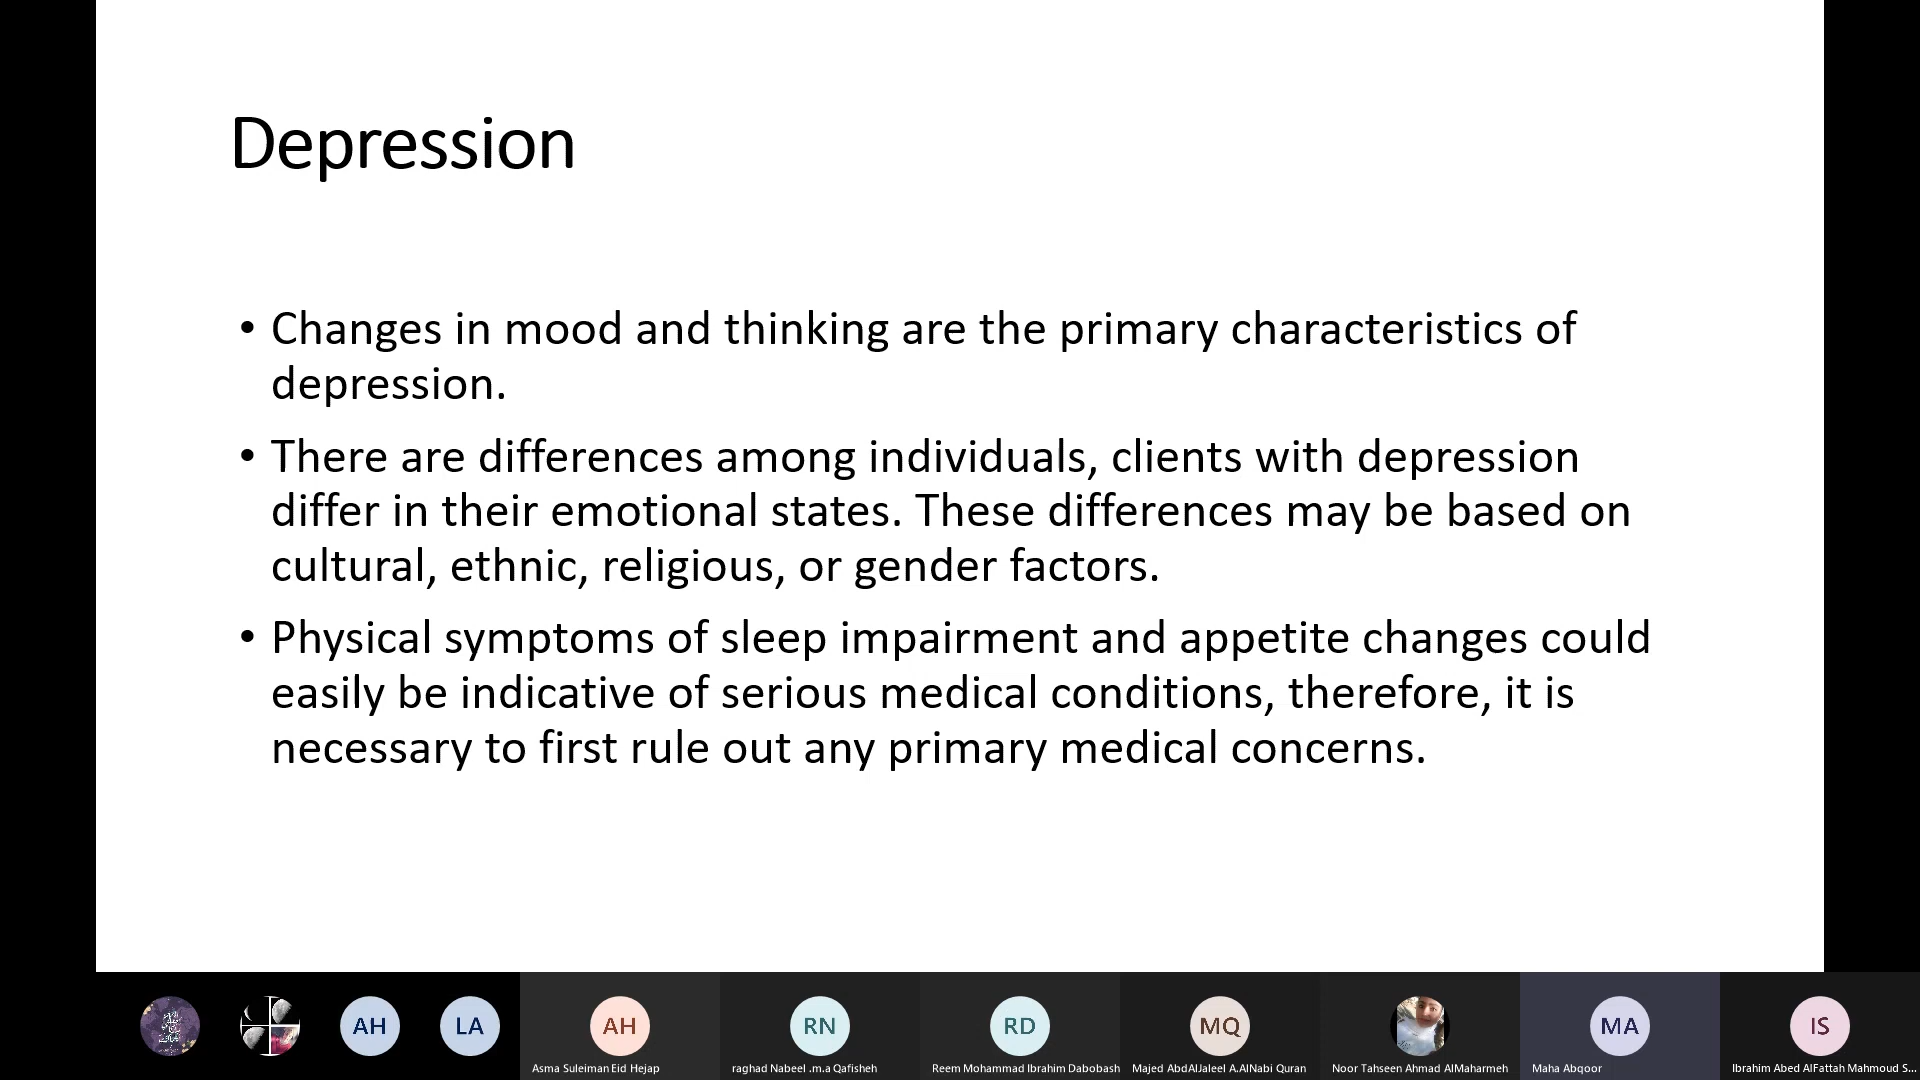 Depression
• Changes in mood and thinking are the primary characteristics of
depression.
• There are differences among individuals, clients with depression
differ in their emotional states. These differences may be based on
cultural, ethnic, religious, or gender factors.
• Physical symptoms of sleep impairment and appetite changes could
easily be indicative of serious medical conditions, therefore, it is
necessary to first rule out any primary medical concerns.
AH
LA
AH
RN
RD
MQ
MA
IS
Asma Suleiman Eid Hejap
raghad Nabeel .m.a Qafisheh
Reem Mohammad Ibrahim Dabobash
Majed AbdAlJaleel A.AlNabi Quran
Noor Tahseen Ahmad AlMaharmeh
Maha Abqoor
Ibrahim Abed AlFattah Mahmoud S...